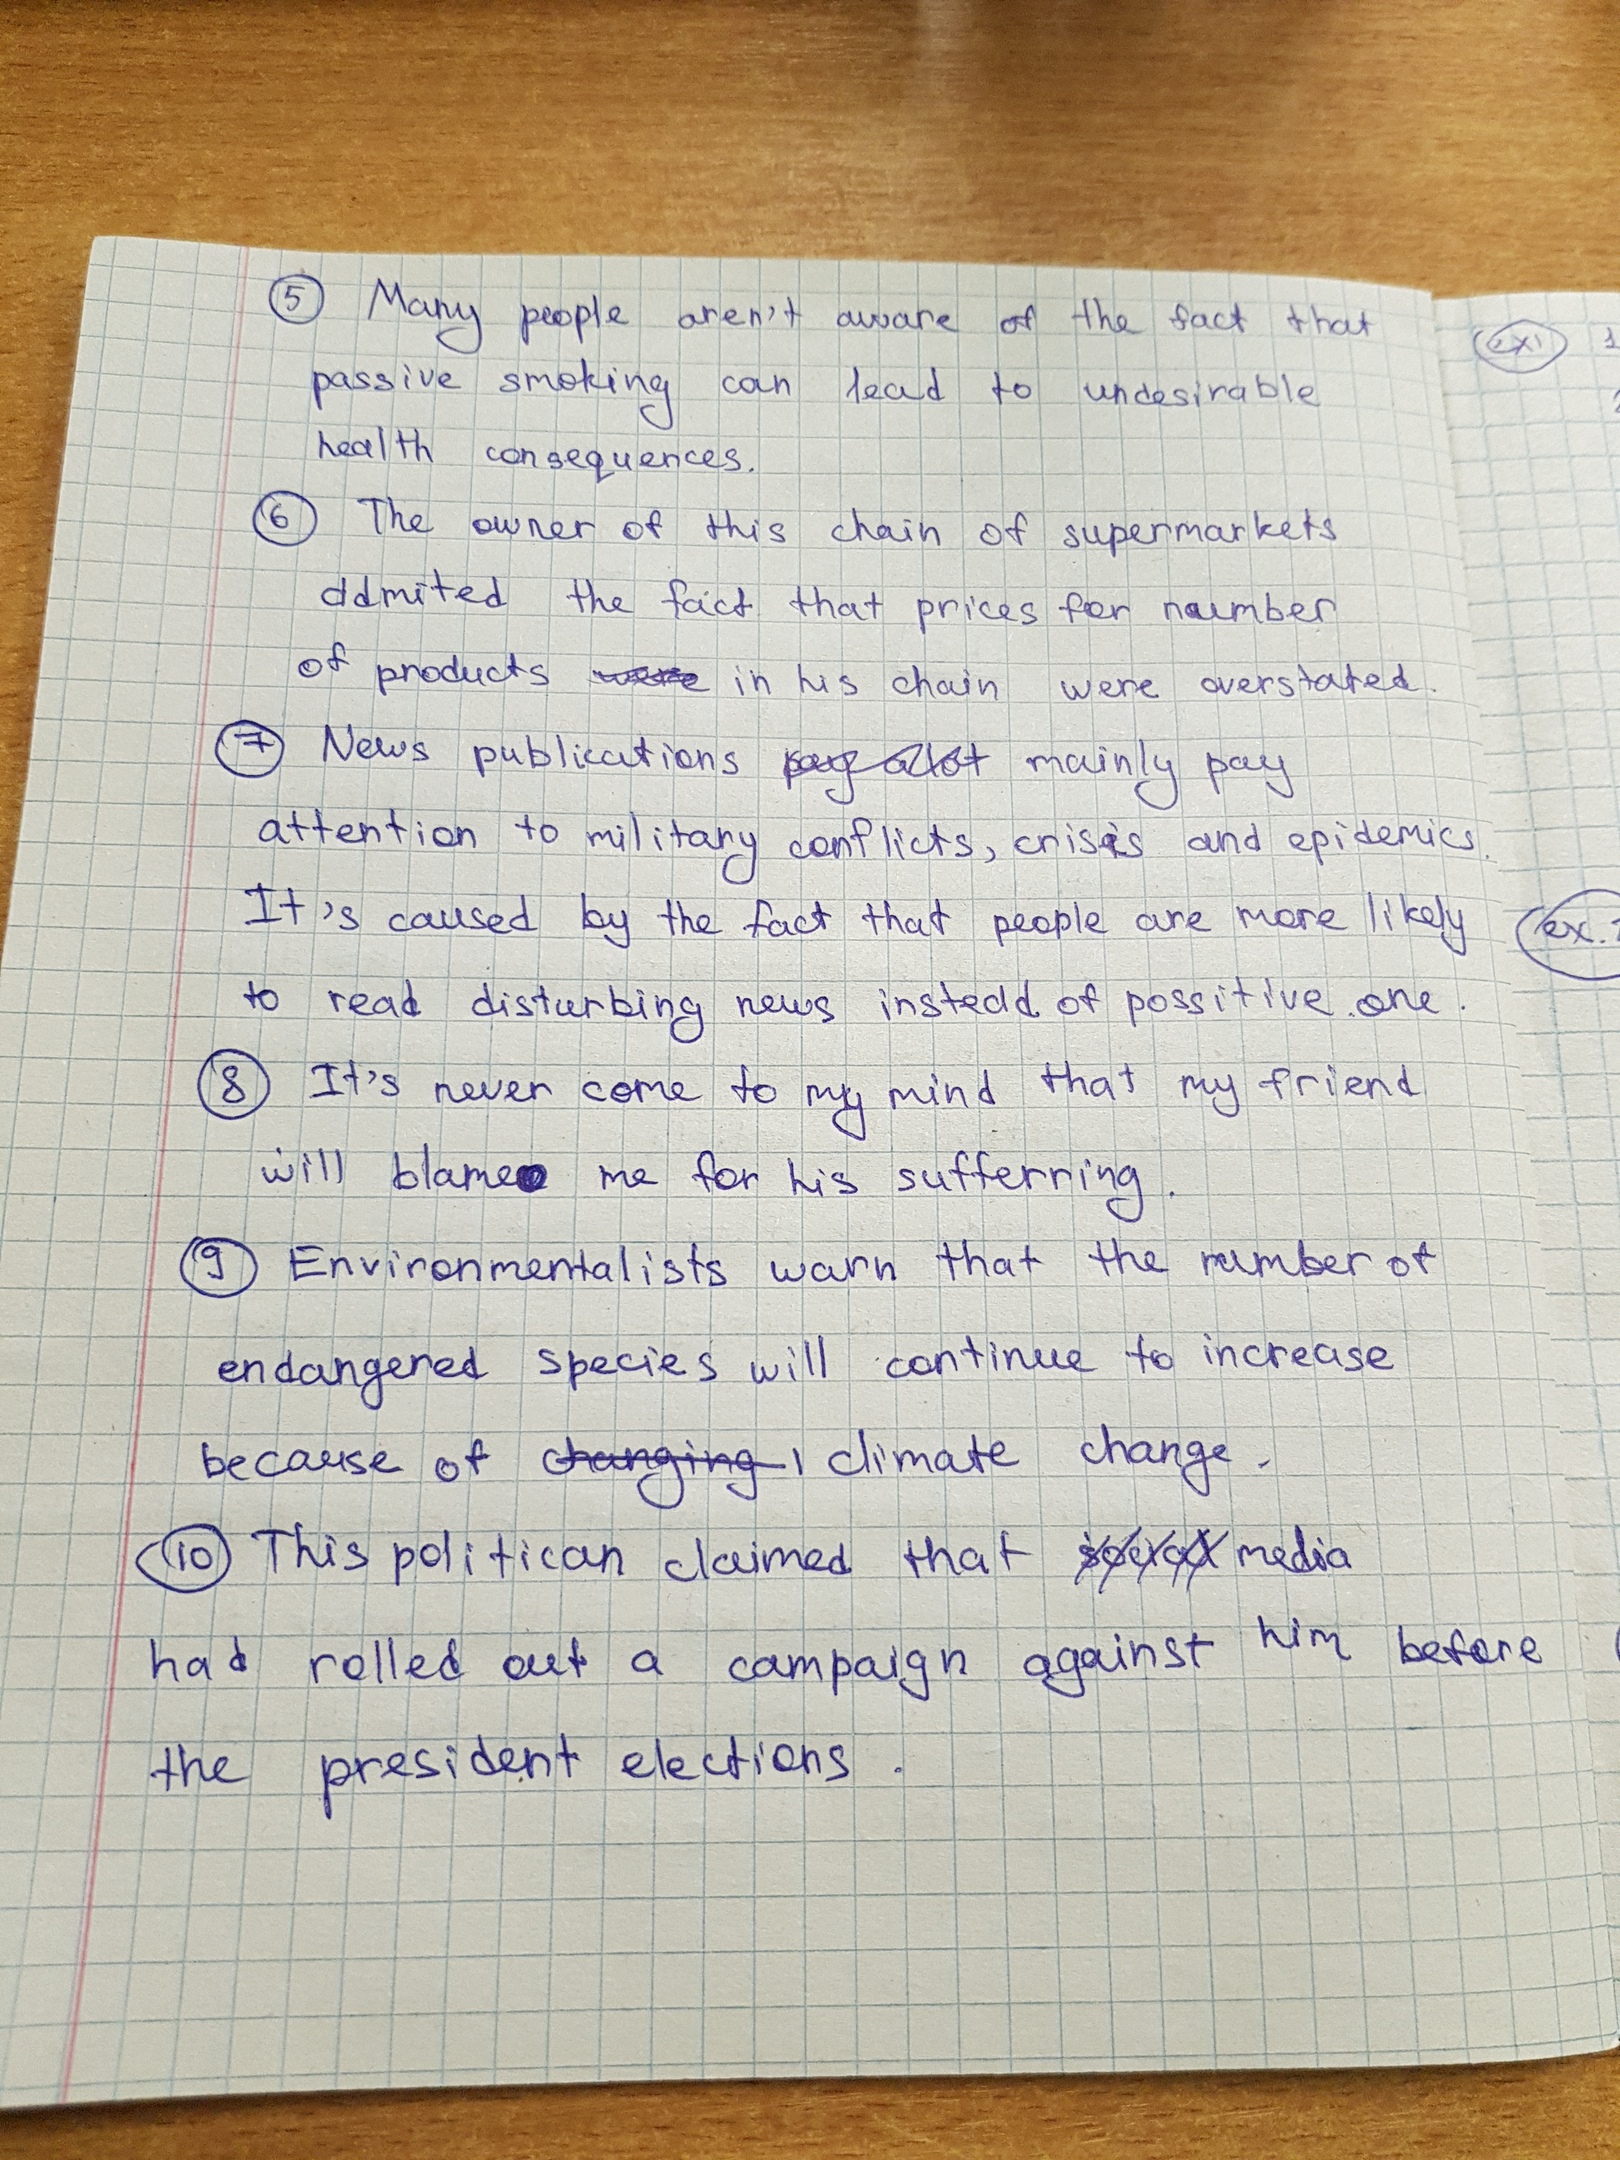 5 Many people aren't aware of the fact that
passive smoking can lead to undesirable
health consequences.
6 The owner of this chain of supermarkets
admited the fact that prices for number
of products were in his chain were overstated.
7 News publications pay alot mainly pay
attention to military conflicts, crisis and epidemics.
It's caused by the fact that people are more likely
to read disturbing news instead of possitive one.
8 It's never come to my mind that my friend
will blame me for his sufferring.
9 Environmentalists warn that the number of
endangered species will continue to increase
because of changing climate change.
10 This politican claimed that social media
had rolled out a campaign against him before
the president elections.
ex1 1
ex.